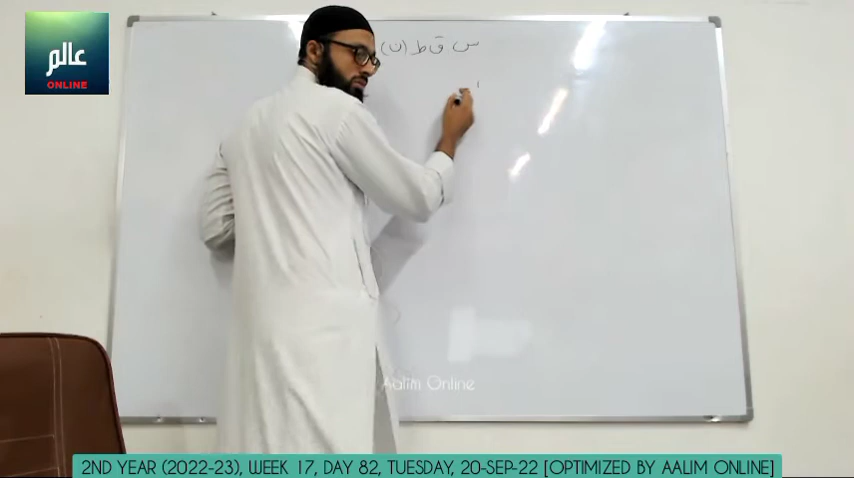 عالم
ONLINE
س ق ط (ن)
ا
Aalim Online
2ND YEAR (2022-23), WEEK 17, DAY 82, TUESDAY, 20-SEP-22 [OPTIMIZED BY AALIM ONLINE]